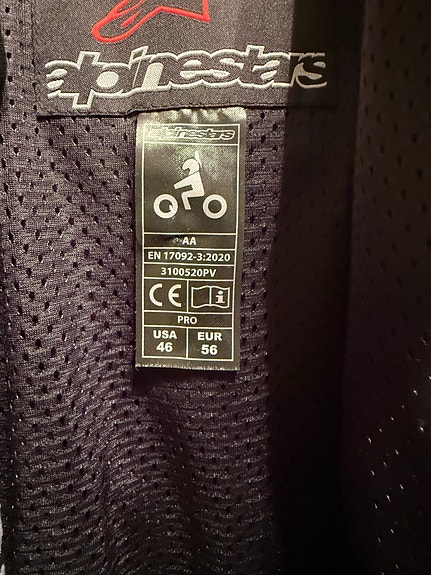 alpinestars
alpinestars
AA
EN 17092-3:2020
3100520PV
CE
i
PRO
USA EUR
46 56